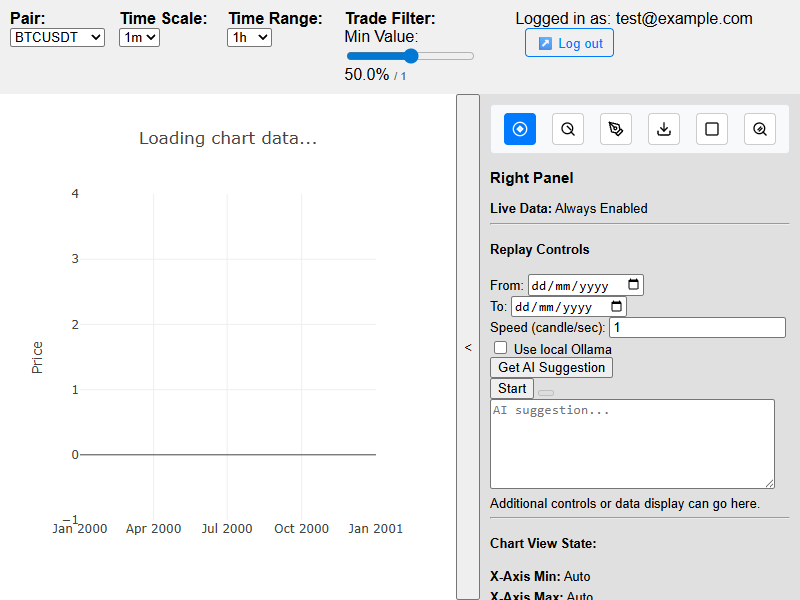 Pair: Time Scale: Time Range: Trade Filter: Logged in as: test@example.com
BTCUSDT 1m 1h Min Value: Log out
50.0% / 1
Loading chart data...
4
3
2
1
0
−1
Price
Jan 2000 Apr 2000 Jul 2000 Oct 2000 Jan 2001
<
Right Panel
Live Data: Always Enabled
Replay Controls
From: dd/mm/yyyy
To: dd/mm/yyyy
Speed (candle/sec): 1
Use local Ollama
Get AI Suggestion
Start
AI suggestion...
Additional controls or data display can go here.
Chart View State:
X-Axis Min: Auto
X-Axis Max: Auto